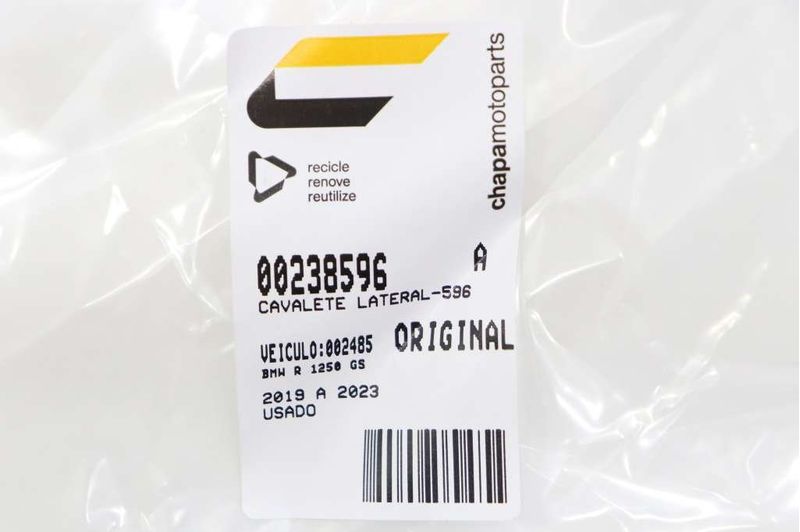 chapamotoparts
recicle
renove
reutilize
00238596 A
CAVALETE LATERAL-596
VEICULO:002485 ORIGINAL
BMW R 1250 GS
2019 A 2023
USADO